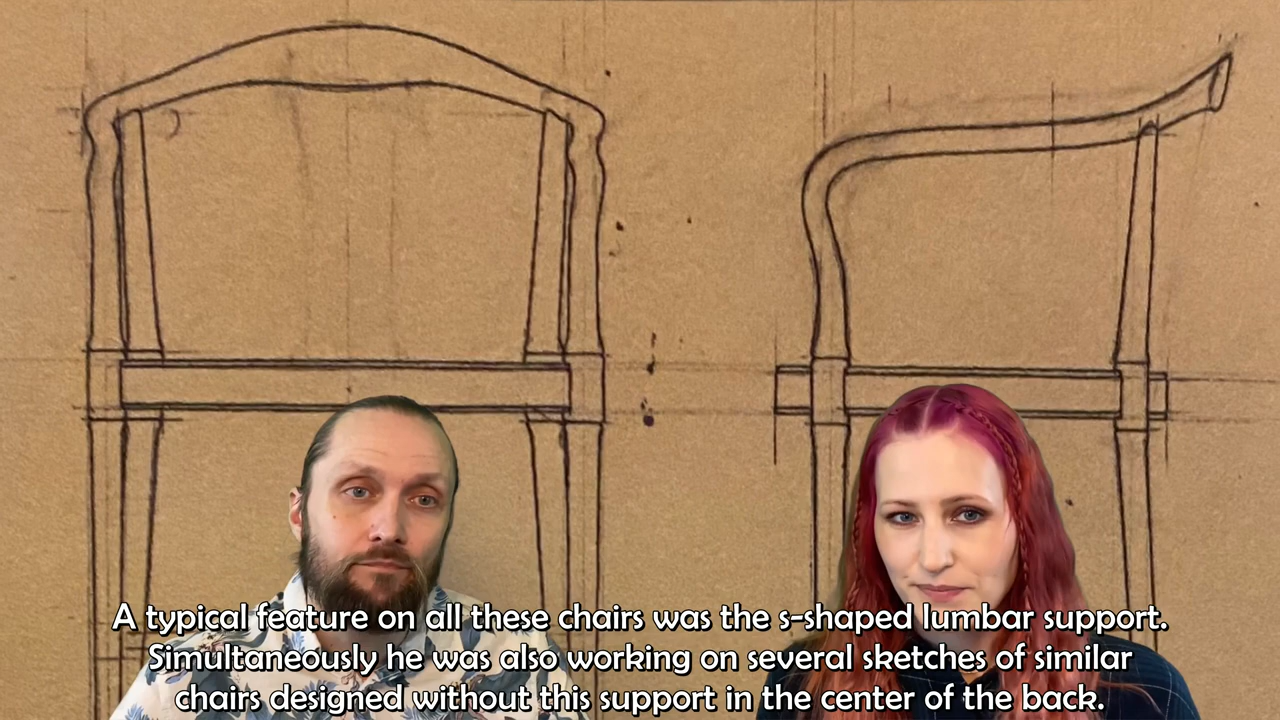 A typical feature on all these chairs was the s-shaped lumbar support.
Simultaneously he was also working on several sketches of similar
chairs designed without this support in the center of the back.